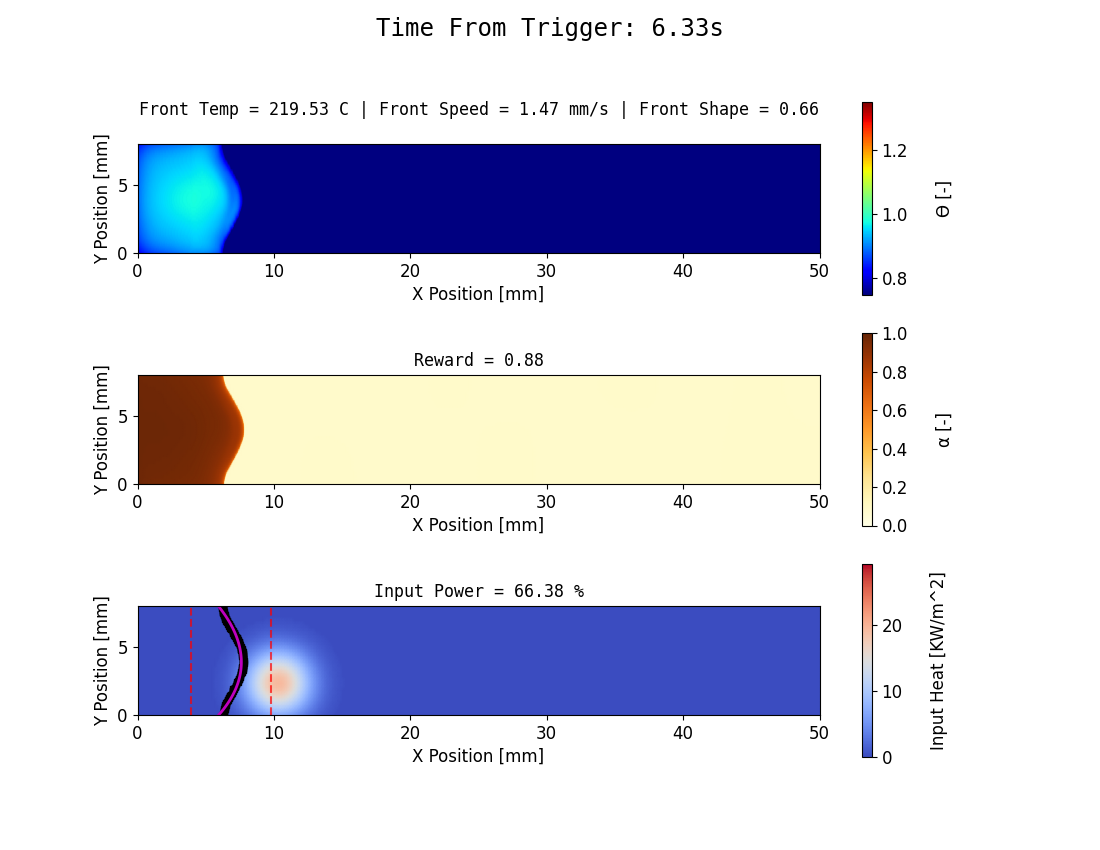 Time From Trigger: 6.33s
Front Temp = 219.53 C | Front Speed = 1.47 mm/s | Front Shape = 0.66
Y Position [mm]
5
0
0 10 20 30 40 50
X Position [mm]
1.2
1.0
0.8
Θ [-]
Reward = 0.88
Y Position [mm]
5
0
0 10 20 30 40 50
X Position [mm]
1.0
0.8
0.6
0.4
0.2
0.0
α [-]
Input Power = 66.38 %
Y Position [mm]
5
0
0 10 20 30 40 50
X Position [mm]
20
10
0
Input Heat [KW/m^2]